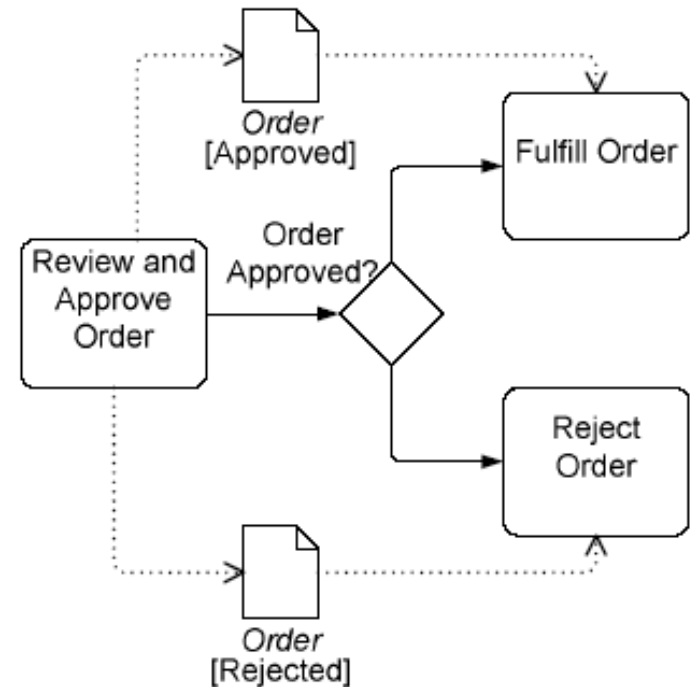 Order
[Approved]
Fulfill Order
Order
Approved?
Review and
Approve
Order
Reject
Order
Order
[Rejected]